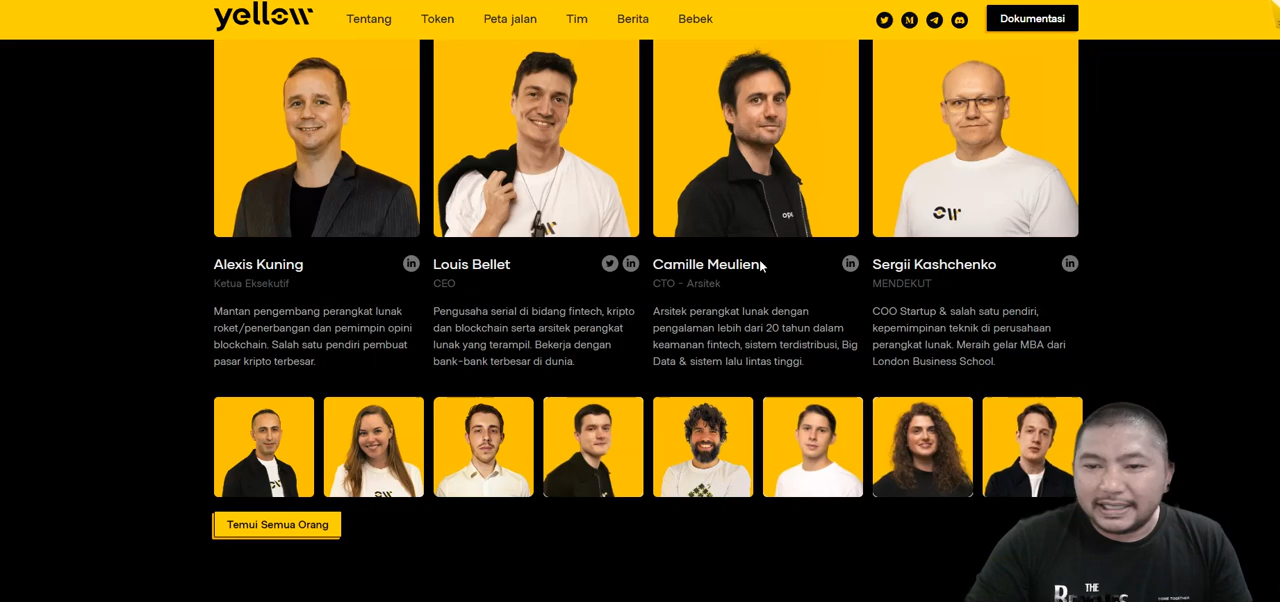 yellow
Tentang Token Peta jalan Tim Berita Bebek
Dokumentasi
Alexis Kuning
Ketua Eksekutif
Mantan pengembang perangkat lunak
roket/penerbangan dan pemimpin opini
blockchain. Salah satu pendiri pembuat
pasar kripto terbesar.
Louis Bellet
CEO
Pengusaha serial di bidang fintech, kripto
dan blockchain serta arsitek perangkat
lunak yang terampil. Bekerja dengan
bank-bank terbesar di dunia.
Camille Meulien
CTO - Arsitek
Arsitek perangkat lunak dengan
pengalaman lebih dari 20 tahun dalam
keamanan fintech, sistem terdistribusi, Big
Data & sistem lalu lintas tinggi.
Sergii Kashchenko
MENDEKUT
COO Startup & salah satu pendiri,
kepemimpinan teknik di perusahaan
perangkat lunak. Meraih gelar MBA dari
London Business School.
Temui Semua Orang
THE